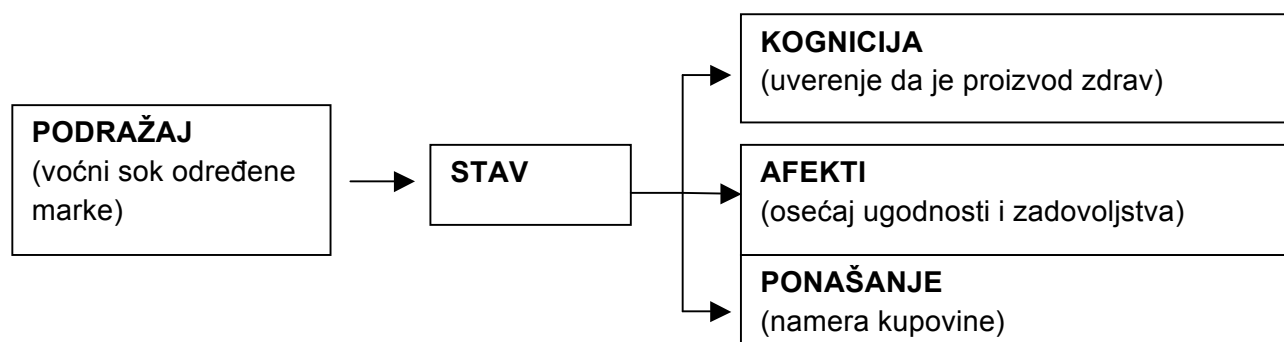 PODRAŽAJ
(voćni sok određene
marke)
STAV
KOGNICIJA
(uverenje da je proizvod zdrav)
AFEKTI
(osećaj ugodnosti i zadovoljstva)
PONAŠANJE
(namera kupovine)